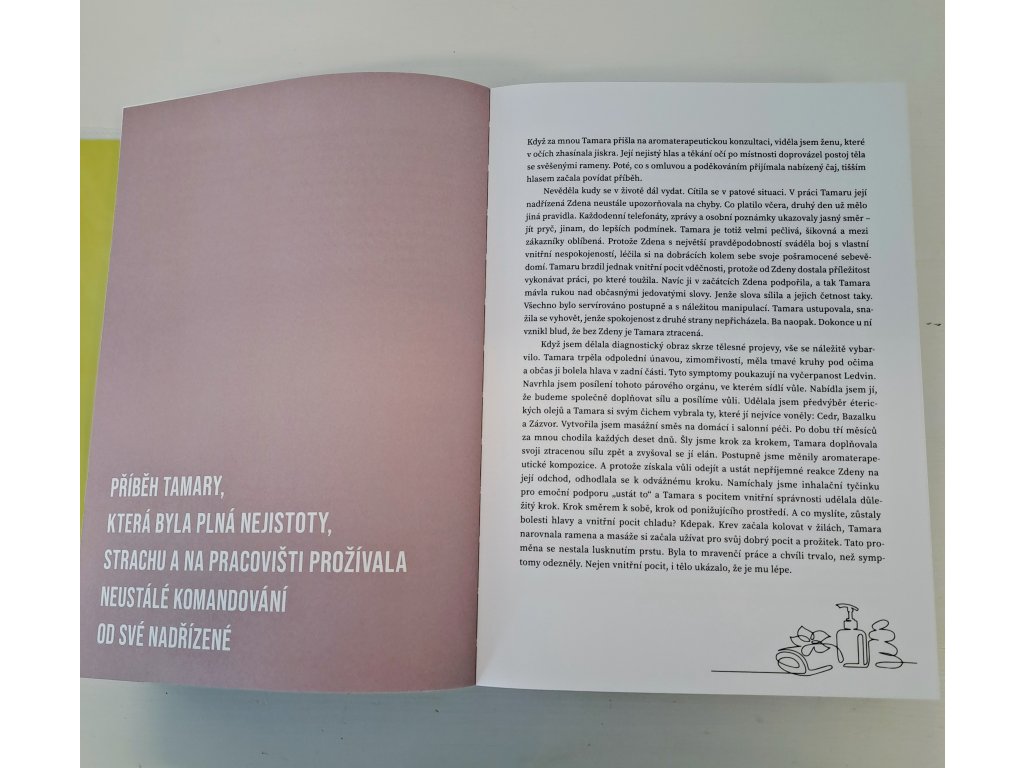 PŘÍBĚH TAMARY,
KTERÁ BYLA PLNÁ NEJISTOTY,
STRACHU A NA PRACOVIŠTI PROŽÍVALA
NEUSTÁLÉ KOMANDOVÁNÍ
OD SVÉ NADŘÍZENÉ
Když za mnou Tamara přišla na aromaterapeutickou konzultaci, viděla jsem ženu, které
v očích zhasínala jiskra. Její nejistý hlas a těkání očí po místnosti doprovázel postoj těla
se svěšenými rameny. Poté, co s omluvou a poděkováním přijímala nabízený čaj, tišším
hlasem začala povídat příběh.
Nevěděla kudy se v životě dál vydat. Cítila se v patové situaci. V práci Tamaru její
nadřízená Zdena neustále upozorňovala na chyby. Co platilo včera, druhý den už mělo
jiná pravidla. Každodenní telefonáty, zprávy a osobní poznámky ukazovaly jasný směr –
jít pryč, jinam, do lepších podmínek. Tamara je totiž velmi pečlivá, šikovná a mezi
zákazníky oblíbená. Protože Zdena s největší pravděpodobností sváděla boj s vlastní
vnitřní nespokojeností, léčila si na dobrácích kolem sebe svoje pošramocené sebevě-
domí. Tamaru brzdil jednak vnitřní pocit vděčnosti, protože od Zdeny dostala příležitost
vykonávat práci, po které toužila. Navíc ji v začátcích Zdena podpořila, a tak Tamara
mávla rukou nad občasnými jedovatými slovy. Jenže slova sílila a jejich četnost taky.
Všechno bylo servírováno postupně a s náležitou manipulací. Tamara ustupovala, sna-
žila se vyhovět, jenže spokojenost z druhé strany nepřicházela. Ba naopak. Dokonce u ní
vznikl blud, že bez Zdeny je Tamara ztracená.
Když jsem dělala diagnostický obraz skrze tělesné projevy, vše se náležitě vybar-
vilo. Tamara trpěla odpolední únavou, zimomřivostí, měla tmavé kruhy pod očima
a občas ji bolela hlava v zadní části. Tyto symptomy poukazují na vyčerpanost Ledvin.
Navrhla jsem posílení tohoto párového orgánu, ve kterém sídlí vůle. Nabídla jsem jí,
že budeme společně doplňovat sílu a posílíme vůli. Udělala jsem předvýběr éteric-
kých olejů a Tamara si svým čichem vybrala ty, které jí nejvíce voněly: Cedr, Bazalku
a Zázvor. Vytvořila jsem masážní směs na domácí i salonní péči. Po dobu tří měsíců
za mnou chodila každých deset dnů. Šly jsme krok za krokem, Tamara doplňovala
svoji ztracenou sílu zpět a zvyšoval se jí elán. Postupně jsme měnily aromaterape-
utické kompozice. A protože získala vůli odejít a ustát nepříjemné reakce Zdeny na
její odchod, odhodlala se k odvážnému kroku. Namíchaly jsme inhalační tyčinku
pro emoční podporu „ustát to“ a Tamara s pocitem vnitřní správnosti udělala důle-
žitý krok. Krok směrem k sobě, krok od ponižujícího prostředí. A co myslíte, zůstaly
bolesti hlavy a vnitřní pocit chladu? Kdepak. Krev začala kolovat v žilách, Tamara
narovnala ramena a masáže si začala užívat pro svůj dobrý pocit a prožitek. Tato pro-
měna se nestala lusknutím prstu. Byla to mravenčí práce a chvíli trvalo, než symp-
tomy odezněly. Nejen vnitřní pocit, i tělo ukázalo, že je mu lépe.